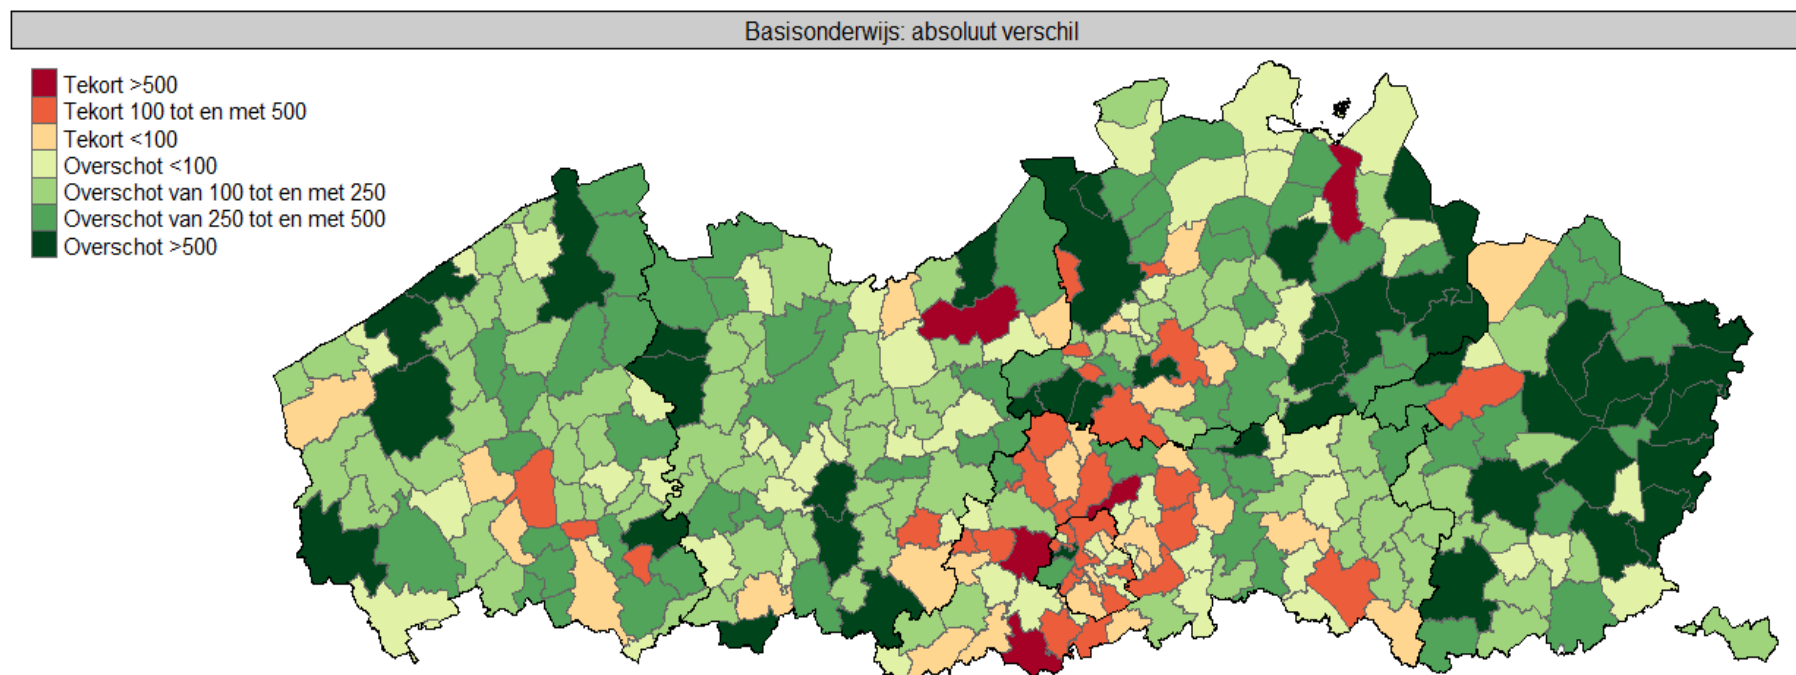 Basisonderwijs: absoluut verschil
Tekort >500
Tekort 100 tot en met 500
Tekort <100
Overschot <100
Overschot van 100 tot en met 250
Overschot van 250 tot en met 500
Overschot >500